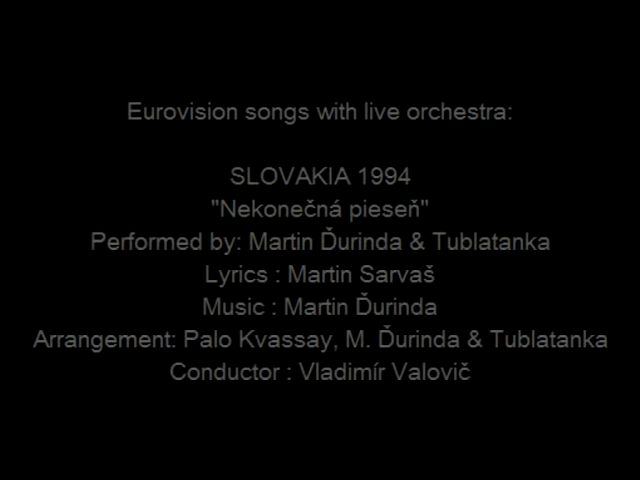 Eurovision songs with live orchestra:
SLOVAKIA 1994
"Nekonečná pieseň"
Performed by: Martin Ďurinda & Tublatanka
Lyrics : Martin Sarvaš
Music : Martin Ďurinda
Arrangement: Palo Kvassay, M. Ďurinda & Tublatanka
Conductor : Vladimír Valovič